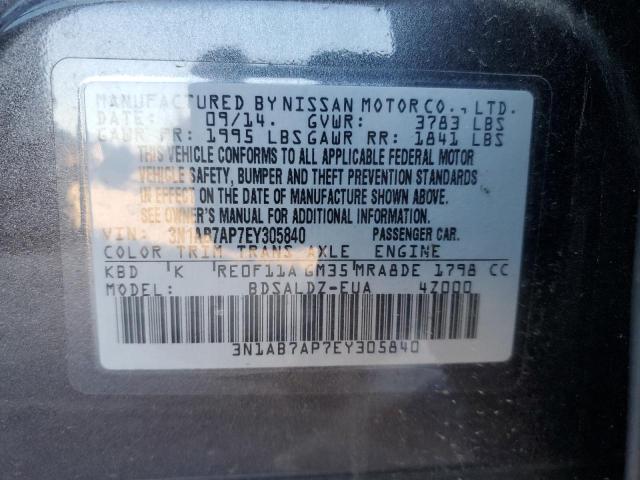 MANUFACTURED BY NISSAN MOTOR CO., LTD.
DATE: 09/14. GVWR: 3783 LBS
GAWR FR: 1995 LBS GAWR RR: 1841 LBS
THIS VEHICLE CONFORMS TO ALL APPLICABLE FEDERAL MOTOR
VEHICLE SAFETY, BUMPER AND THEFT PREVENTION STANDARDS
IN EFFECT ON THE DATE OF MANUFACTURE SHOWN ABOVE.
SEE OWNER'S MANUAL FOR ADDITIONAL INFORMATION.
VIN: 3N1AB7AP7EY305840 PASSENGER CAR.
COLOR TRIM TRANS AXLE ENGINE
KBD K RE0F11A GM35 MRA8DE 1798 CC
MODEL: BDSALDZ-EUA 4Z000
3N1AB7AP7EY305840